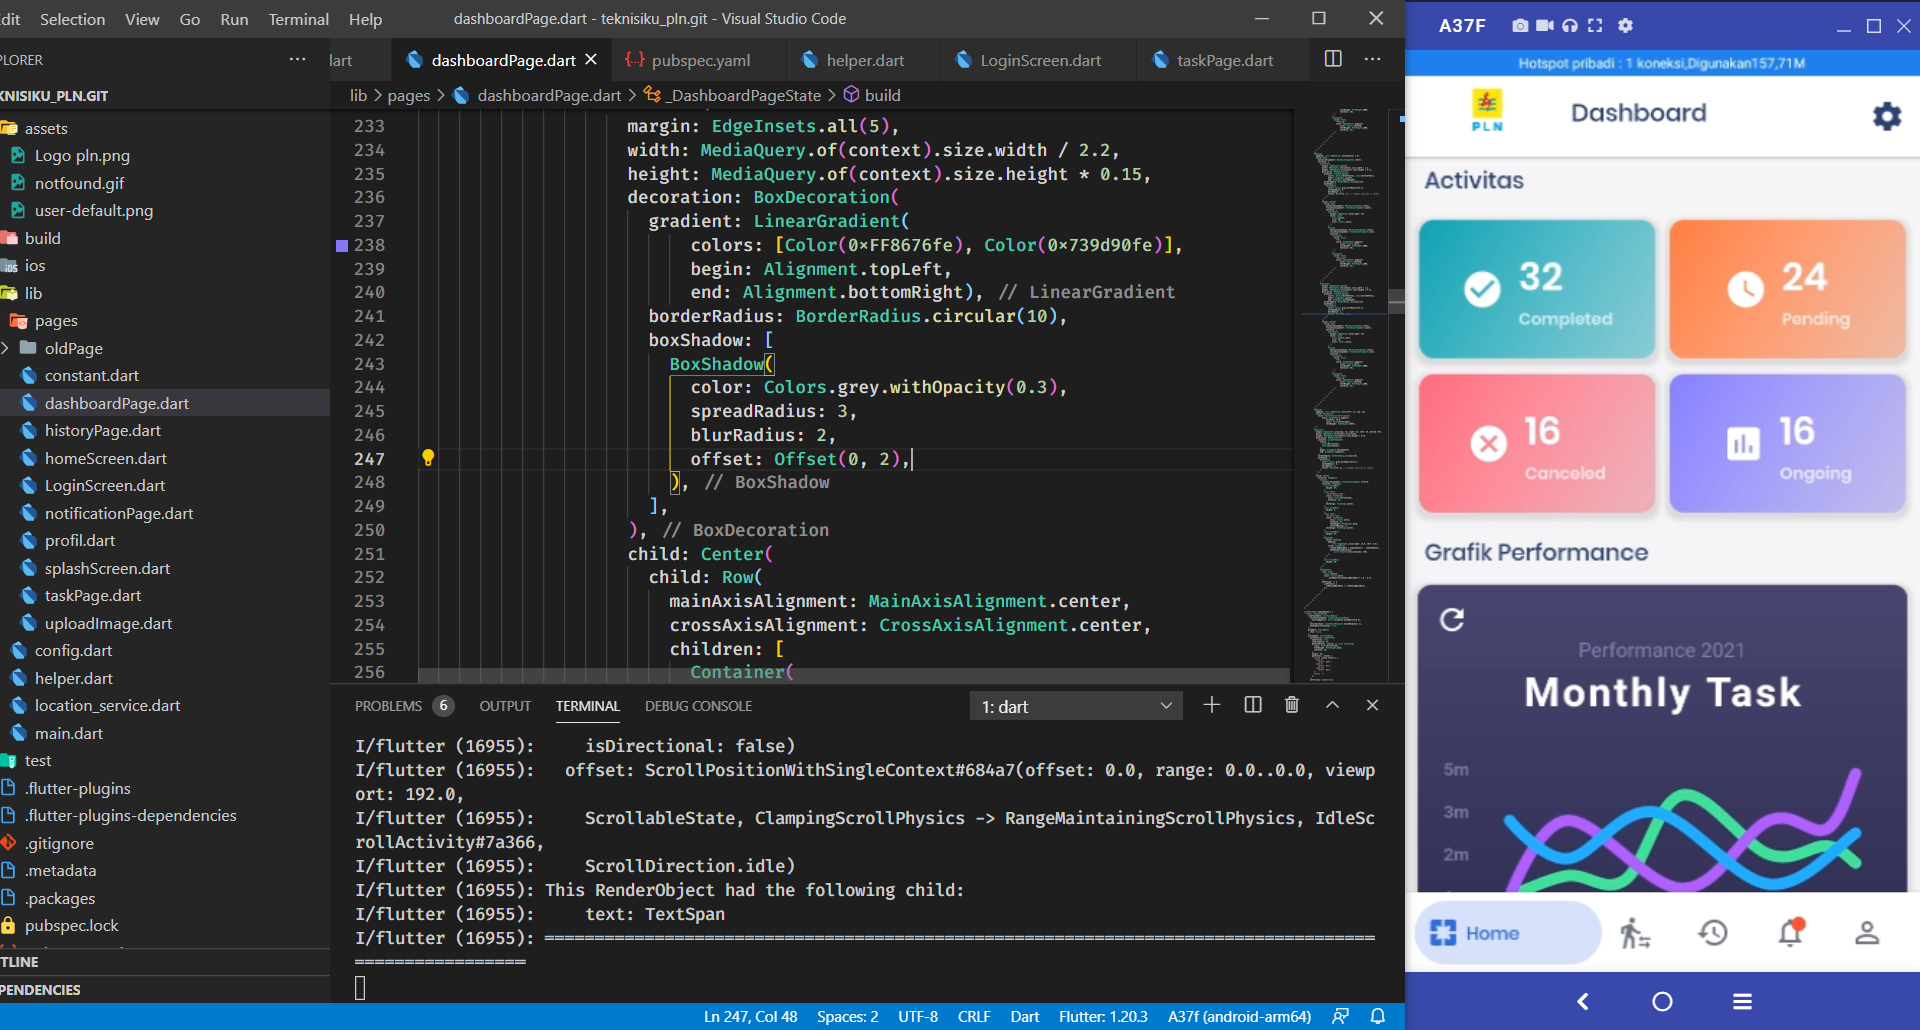 Selection View Go Run Terminal Help
dashboardPage.dart - teknisiku_pln.git - Visual Studio Code
dashboardPage.dart
pubspec.yaml
helper.dart
LoginScreen.dart
taskPage.dart
KNISIKU_PLN.GIT
assets
Logo pln.png
notfound.gif
user-default.png
build
ios
lib
pages
oldPage
constant.dart
dashboardPage.dart
historyPage.dart
homeScreen.dart
LoginScreen.dart
notificationPage.dart
profil.dart
splashScreen.dart
taskPage.dart
uploadImage.dart
config.dart
helper.dart
location_service.dart
main.dart
test
.flutter-plugins
.flutter-plugins-dependencies
.gitignore
.metadata
.packages
pubspec.lock
TLINE
PENDENCIES
lib > pages > dashboardPage.dart > _DashboardPageState > build
233 margin: EdgeInsets.all(5),
234 width: MediaQuery.of(context).size.width / 2.2,
235 height: MediaQuery.of(context).size.height * 0.15,
236 decoration: BoxDecoration(
237 gradient: LinearGradient(
238 colors: [Color(0×FF8676fe), Color(0×739d90fe)],
239 begin: Alignment.topLeft,
240 end: Alignment.bottomRight), // LinearGradient
241 borderRadius: BorderRadius.circular(10),
242 boxShadow: [
243 BoxShadow(
244 color: Colors.grey.withOpacity(0.3),
245 spreadRadius: 3,
246 blurRadius: 2,
247 offset: Offset(0, 2),
248 ), // BoxShadow
249 ],
250 ), // BoxDecoration
251 child: Center(
252 child: Row(
253 mainAxisAlignment: MainAxisAlignment.center,
254 crossAxisAlignment: CrossAxisAlignment.center,
255 children: [
256 Container(
PROBLEMS 6 OUTPUT TERMINAL DEBUG CONSOLE 1: dart
I/flutter (16955): isDirectional: false)
I/flutter (16955): offset: ScrollPositionWithSingleContext#684a7(offset: 0.0, range: 0.0..0.0, viewp
ort: 192.0,
I/flutter (16955): ScrollableState, ClampingScrollPhysics -> RangeMaintainingScrollPhysics, IdleSc
rollActivity#7a366,
I/flutter (16955): ScrollDirection.idle)
I/flutter (16955): This RenderObject had the following child:
I/flutter (16955): text: TextSpan
I/flutter (16955): ═══════════════════════════════════════════════════════
Ln 247, Col 48 Spaces: 2 UTF-8 CRLF Dart Flutter: 1.20.3 A37f (android-arm64)
A37F
Hotspot pribadi : 1 koneksi,Digunakan157,71M
PLN
Dashboard
Activitas
32
Completed
24
Pending
16
Canceled
16
Ongoing
Grafik Performance
Performance 2021
Monthly Task
5m
3m
2m
Home